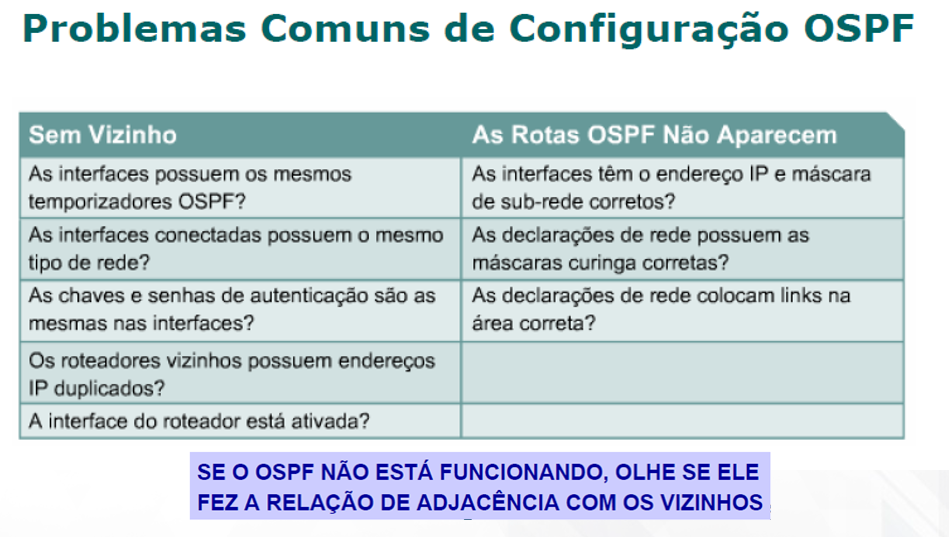 Problemas Comuns de Configuração OSPF
Sem Vizinho
As Rotas OSPF Não Aparecem
As interfaces possuem os mesmos
temporizadores OSPF?
As interfaces têm o endereço IP e máscara
de sub-rede corretos?
As interfaces conectadas possuem o mesmo
tipo de rede?
As declarações de rede possuem as
máscaras curinga corretas?
As chaves e senhas de autenticação são as
mesmas nas interfaces?
As declarações de rede colocam links na
área correta?
Os roteadores vizinhos possuem endereços
IP duplicados?
A interface do roteador está ativada?
SE O OSPF NÃO ESTÁ FUNCIONANDO, OLHE SE ELE
FEZ A RELAÇÃO DE ADJACÊNCIA COM OS VIZINHOS